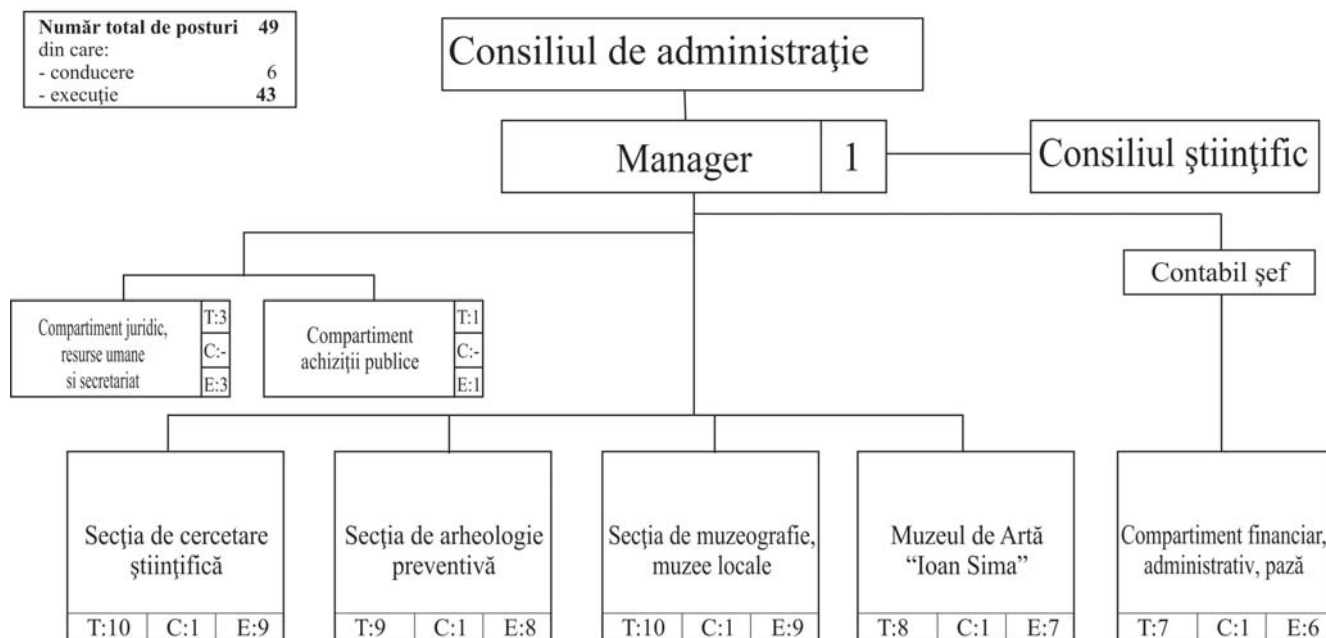 Număr total de posturi 49
din care:
- conducere 6
- execuţie 43
Consiliul de administraţie
Manager 1
Consiliul ştiinţific
Contabil şef
Compartiment juridic,
resurse umane
si secretariat
T:3
C:-
E:3
Compartiment
achiziţii publice
T:1
C:-
E:1
Secţia de cercetare
ştiinţifică
T:10 C:1 E:9
Secţia de arheologie
preventivă
T:9 C:1 E:8
Secţia de muzeografie,
muzee locale
T:10 C:1 E:9
Muzeul de Artă
“Ioan Sima”
T:8 C:1 E:7
Compartiment financiar,
administrativ, pază
T:7 C:1 E:6